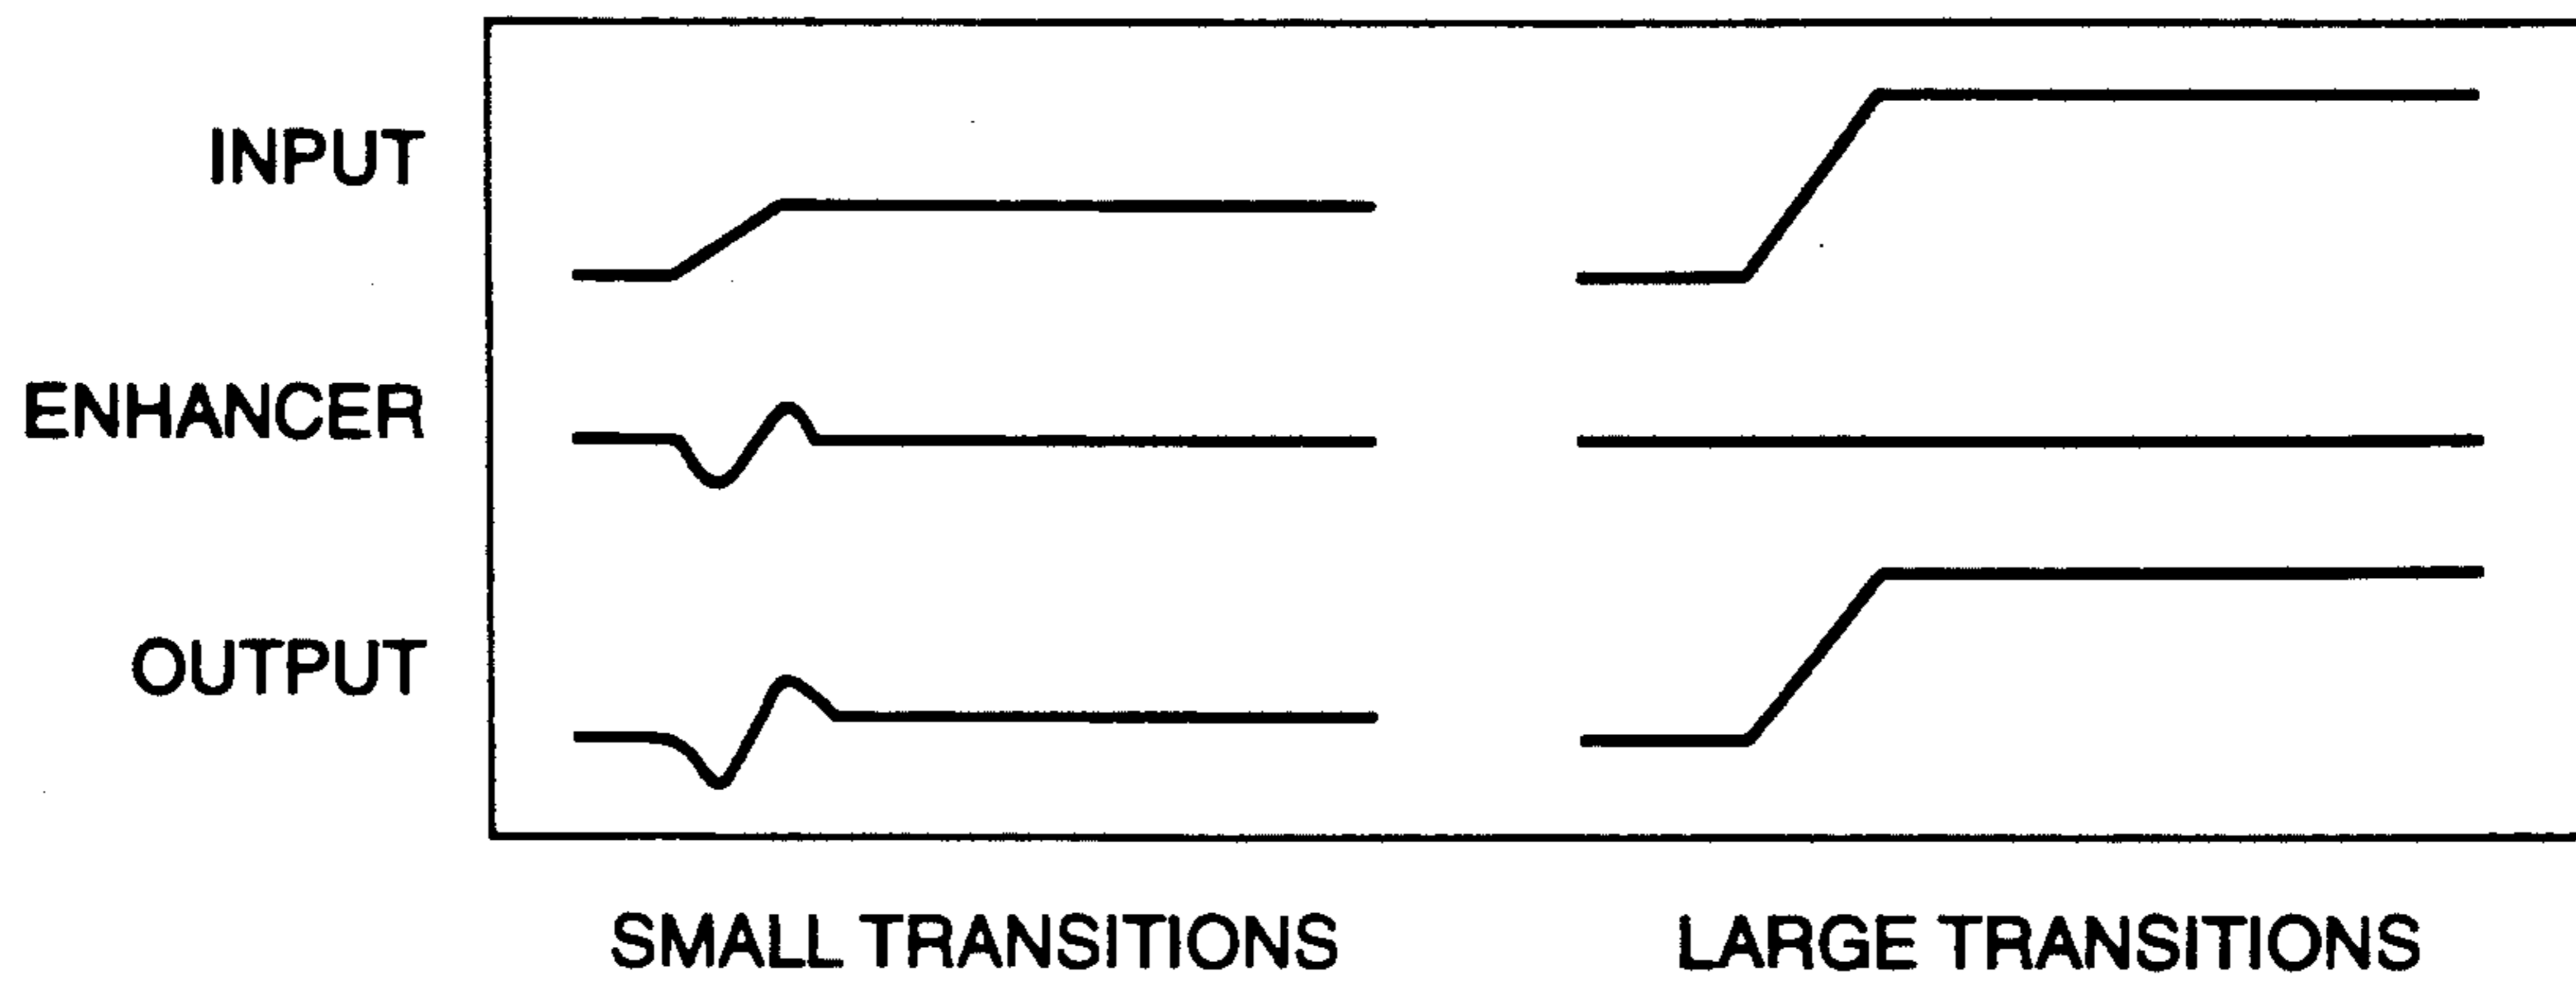 INPUT
ENHANCER
OUTPUT
SMALL TRANSITIONS
LARGE TRANSITIONS